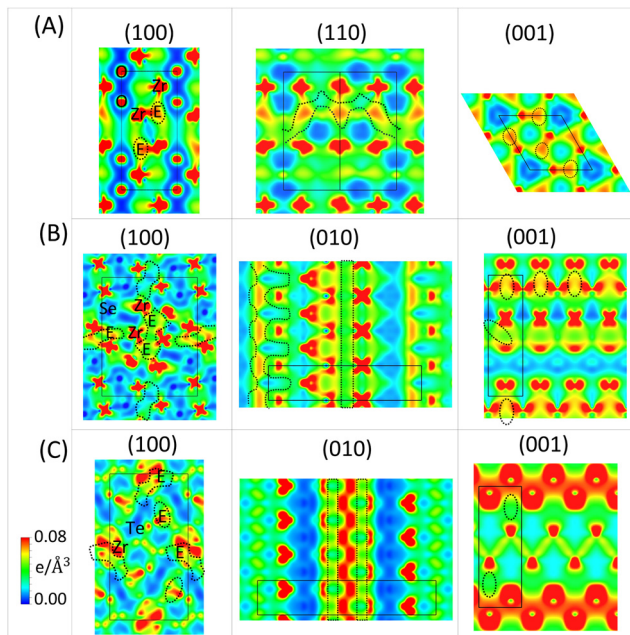 (A)
(100)
(110)
(001)
O
Zr
O
Zr
E
E
(B)
(100)
(010)
(001)
Se
Zr
E
E
Zr
E
(C)
(100)
(010)
(001)
E
Te
E
Zr
E
0.08
e/Å³
0.00